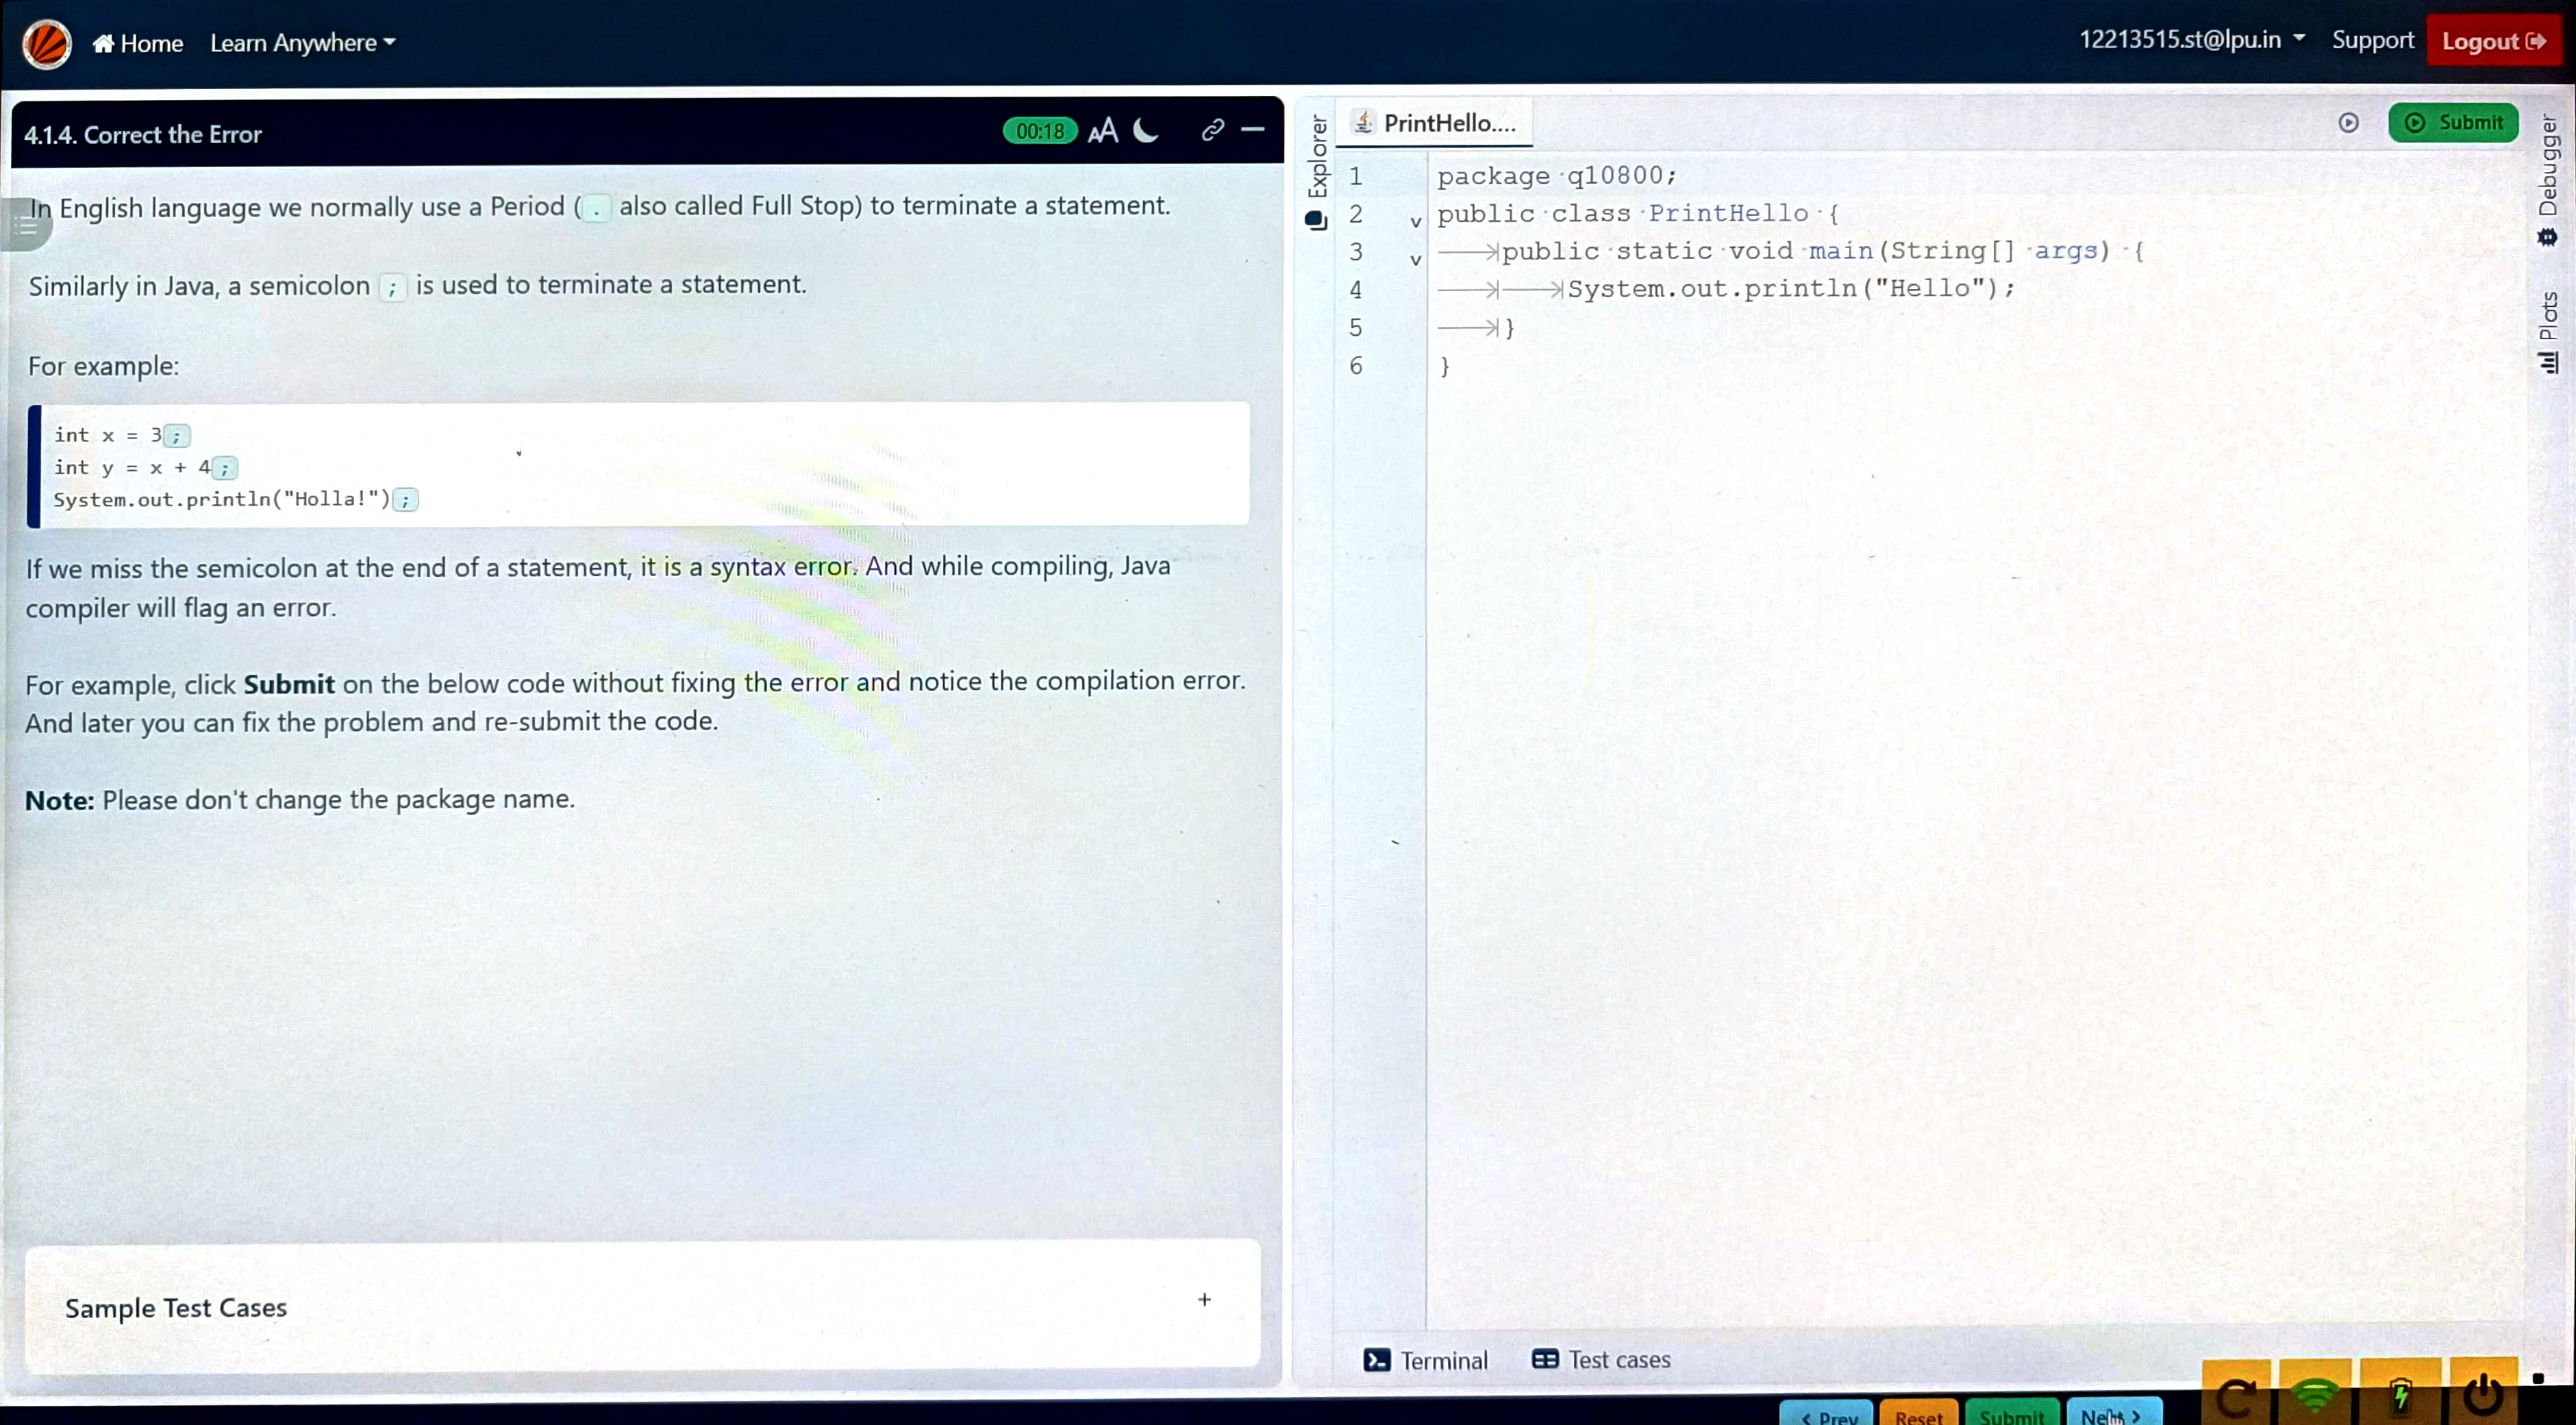 Home Learn Anywhere 12213515.st@lpu.in Support Logout
4.1.4. Correct the Error 00:18 AA
In English language we normally use a Period ( . also called Full Stop) to terminate a statement.
Similarly in Java, a semicolon ; is used to terminate a statement.
For example:
int x = 3;
int y = x + 4;
System.out.println("Holla!");
If we miss the semicolon at the end of a statement, it is a syntax error. And while compiling, Java
compiler will flag an error.
For example, click Submit on the below code without fixing the error and notice the compilation error.
And later you can fix the problem and re-submit the code.
Note: Please don't change the package name.
Sample Test Cases +
Explorer
PrintHello....
Submit
1 package q10800;
2 public class PrintHello {
3 public static void main(String[] args) {
4 System.out.println("Hello");
5 }
6 }
Debugger
Plots
Terminal Test cases
< Prev Reset Submit Next >